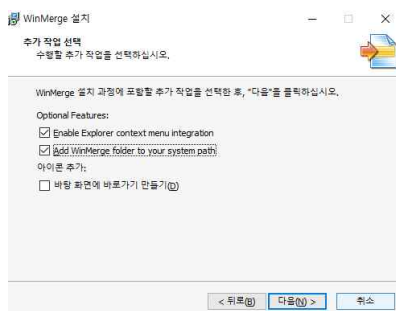 WinMerge 설치
추가 작업 선택
수행할 추가 작업을 선택하십시오.
WinMerge 설치 과정에 포함할 추가 작업을 선택한 후, "다음"을 클릭하십시오.
Optional Features:
Enable Explorer context menu integration
Add WinMerge folder to your system path
아이콘 추가:
바탕 화면에 바로가기 만들기(D)
< 뒤로(B) 다음(N) > 취소